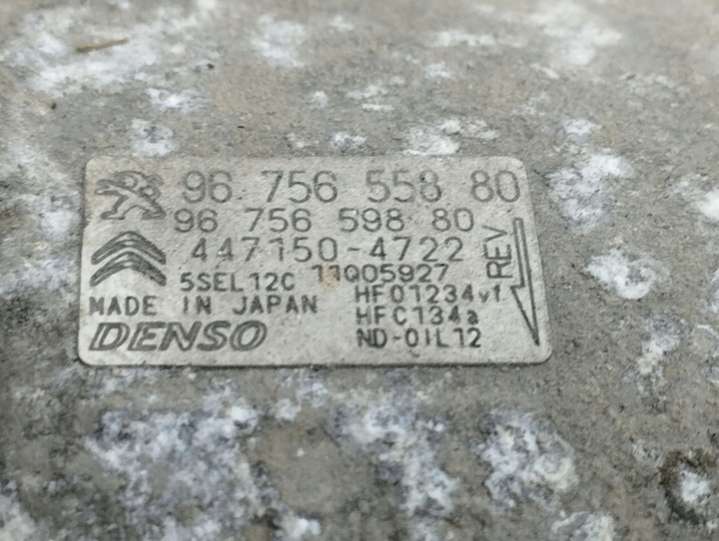 96 756 558 80
96 756 598 80
447150-4722
5SEL12C 11Q05927
MADE IN JAPAN HFO1234yf
HFC134a
DENSO ND-OIL12
REV